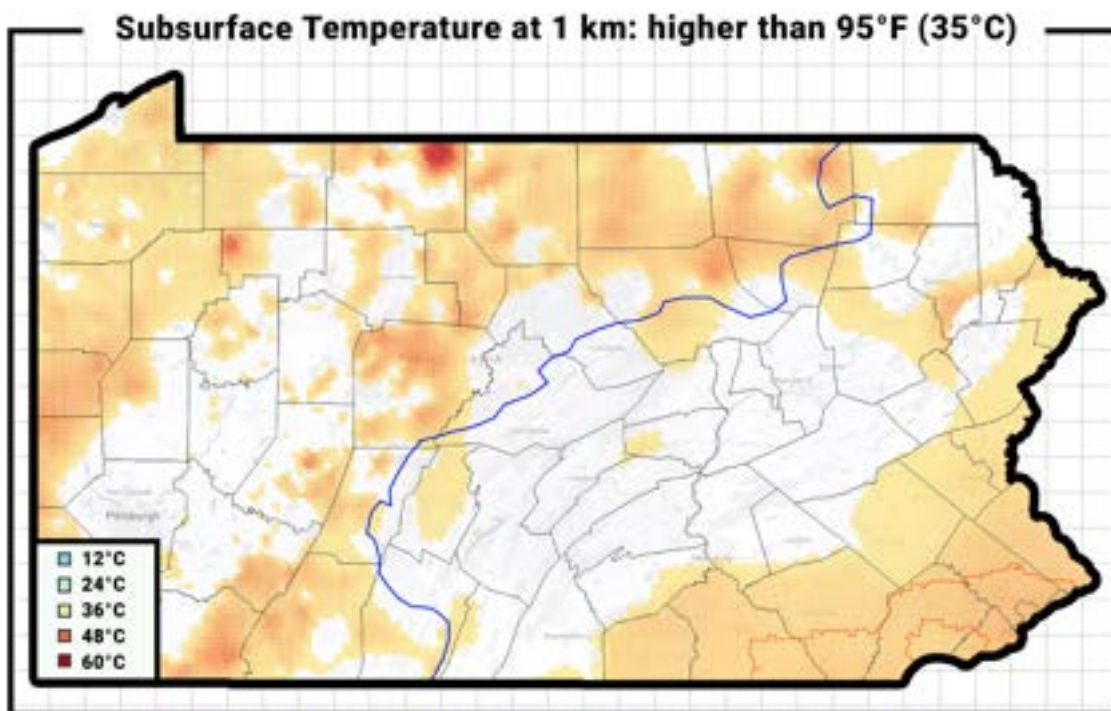 Subsurface Temperature at 1 km: higher than 95°F (35°C)
Pittsburgh
12°C
24°C
36°C
48°C
60°C